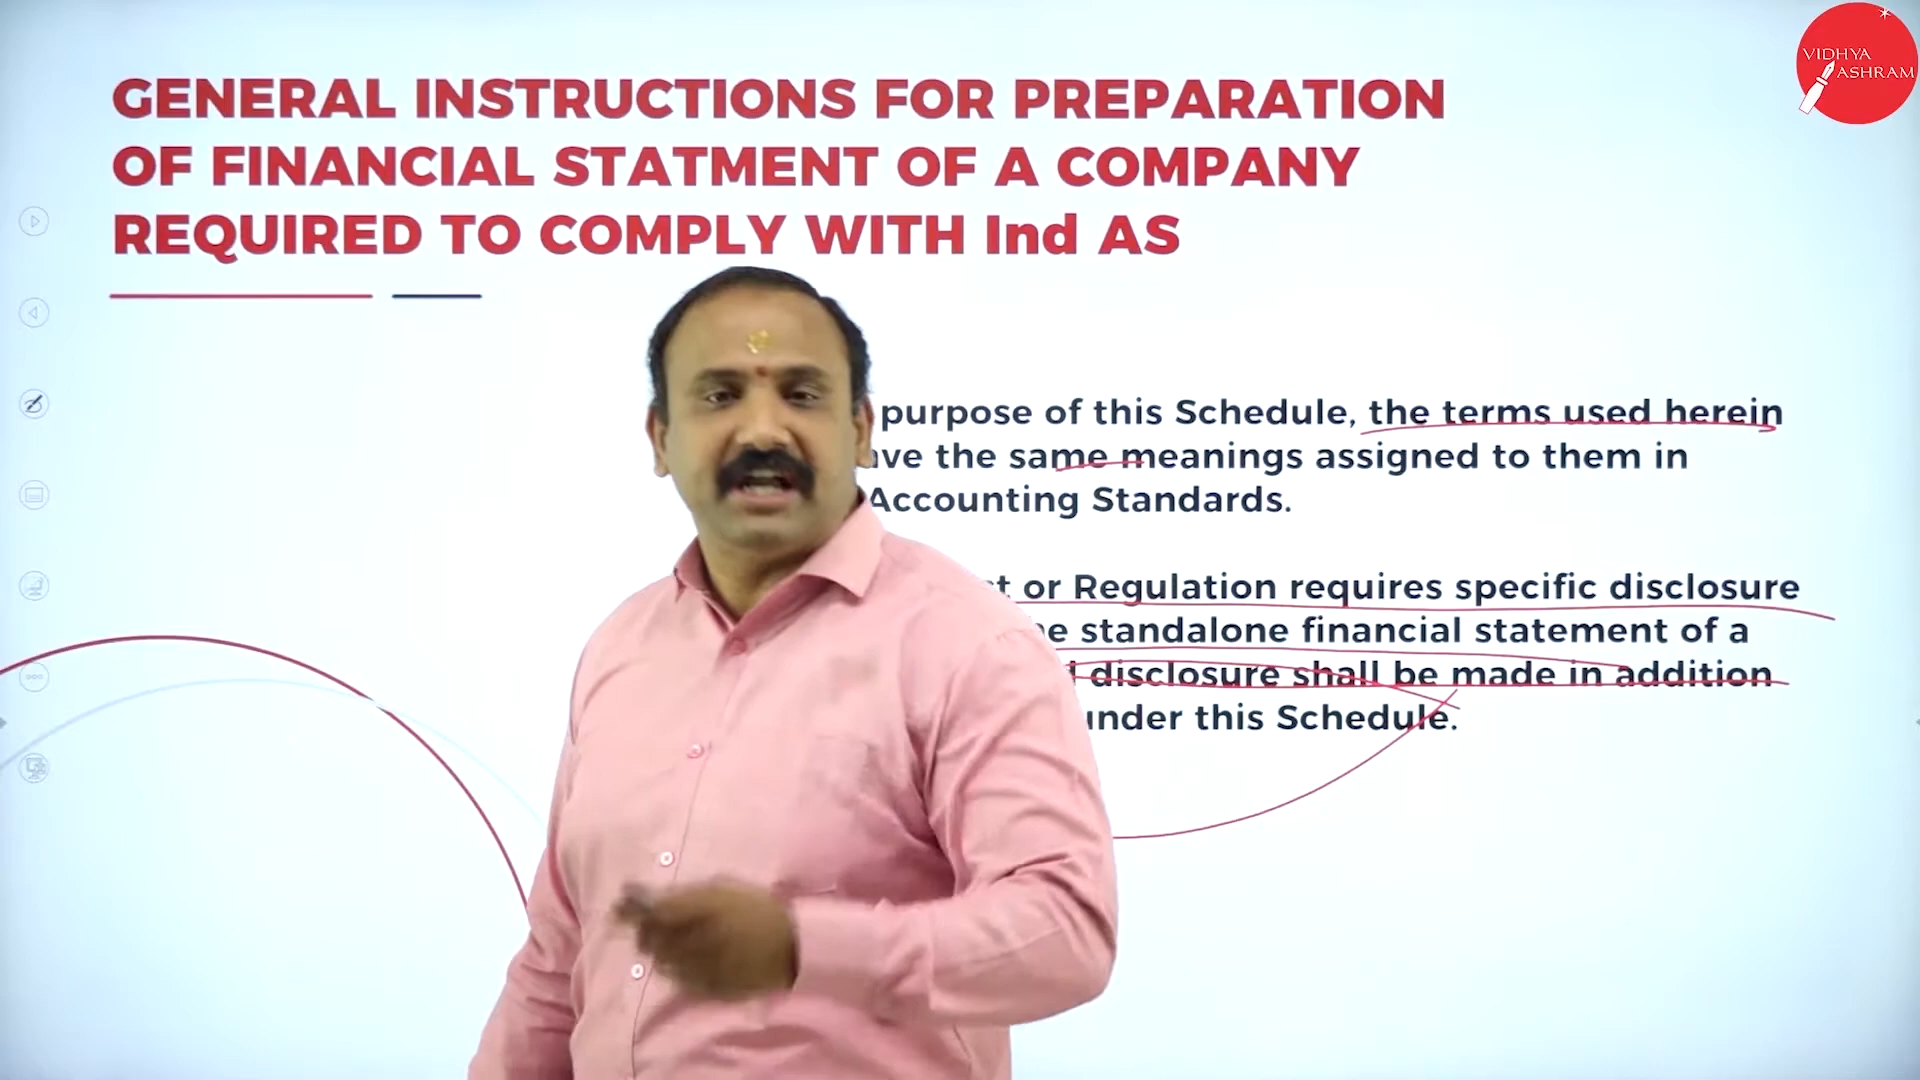 VIDHYA
ASHRAM
GENERAL INSTRUCTIONS FOR PREPARATION
OF FINANCIAL STATMENT OF A COMPANY
REQUIRED TO COMPLY WITH Ind AS
purpose of this Schedule, the terms used herein
the same meanings assigned to them in
Accounting Standards.
or Regulation requires specific disclosure
standalone financial statement of a
disclosure shall be made in addition
under this Schedule.